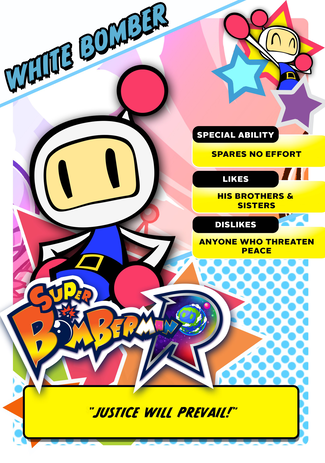 WHITE BOMBER
SPECIAL ABILITY
SPARES NO EFFORT
LIKES
HIS BROTHERS &
SISTERS
DISLIKES
ANYONE WHO THREATEN
PEACE
SUPER
BOMBERMAN R
"JUSTICE WILL PREVAIL!"